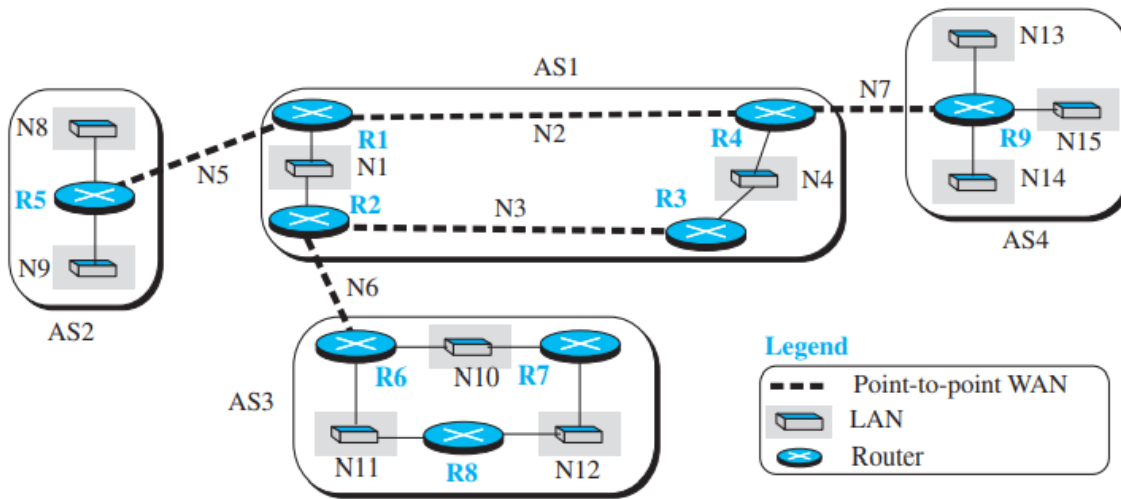 N13
AS1
N7
N8
N2
R1
R4
R9
N15
N5
N1
N4
N14
R5
R2
N3
R3
N9
AS4
N6
AS2
Legend
R6
N10
R7
Point-to-point WAN
AS3
LAN
N11
R8
N12
Router